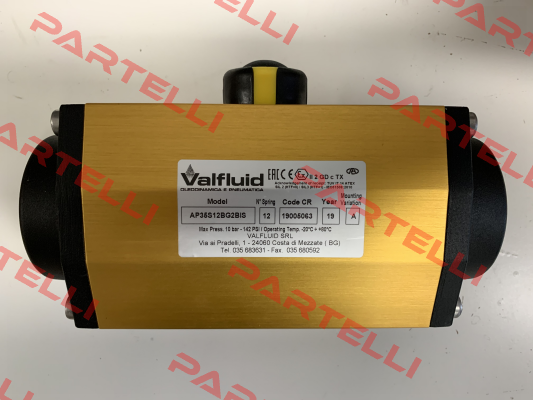 PARTELLI
PARTELLI
PARTELLI
PARTELLI
Valfluid
OLEODINAMICA E PNEUMATICA
EAC CE Ex II 2 GD c TX
Model N° Spring Code CR Year Mounting Variation
AP35S12BG2BIS 12 19005063 19 A
Max Press. 10 bar - 142 PSI / Operating Temp. -20°C ÷ +80°C
VALFLUID SRL
Via ai Pradelli, 1 - 24060 Costa di Mezzate ( BG)
Tel. 035 683631 - Fax. 035 680592